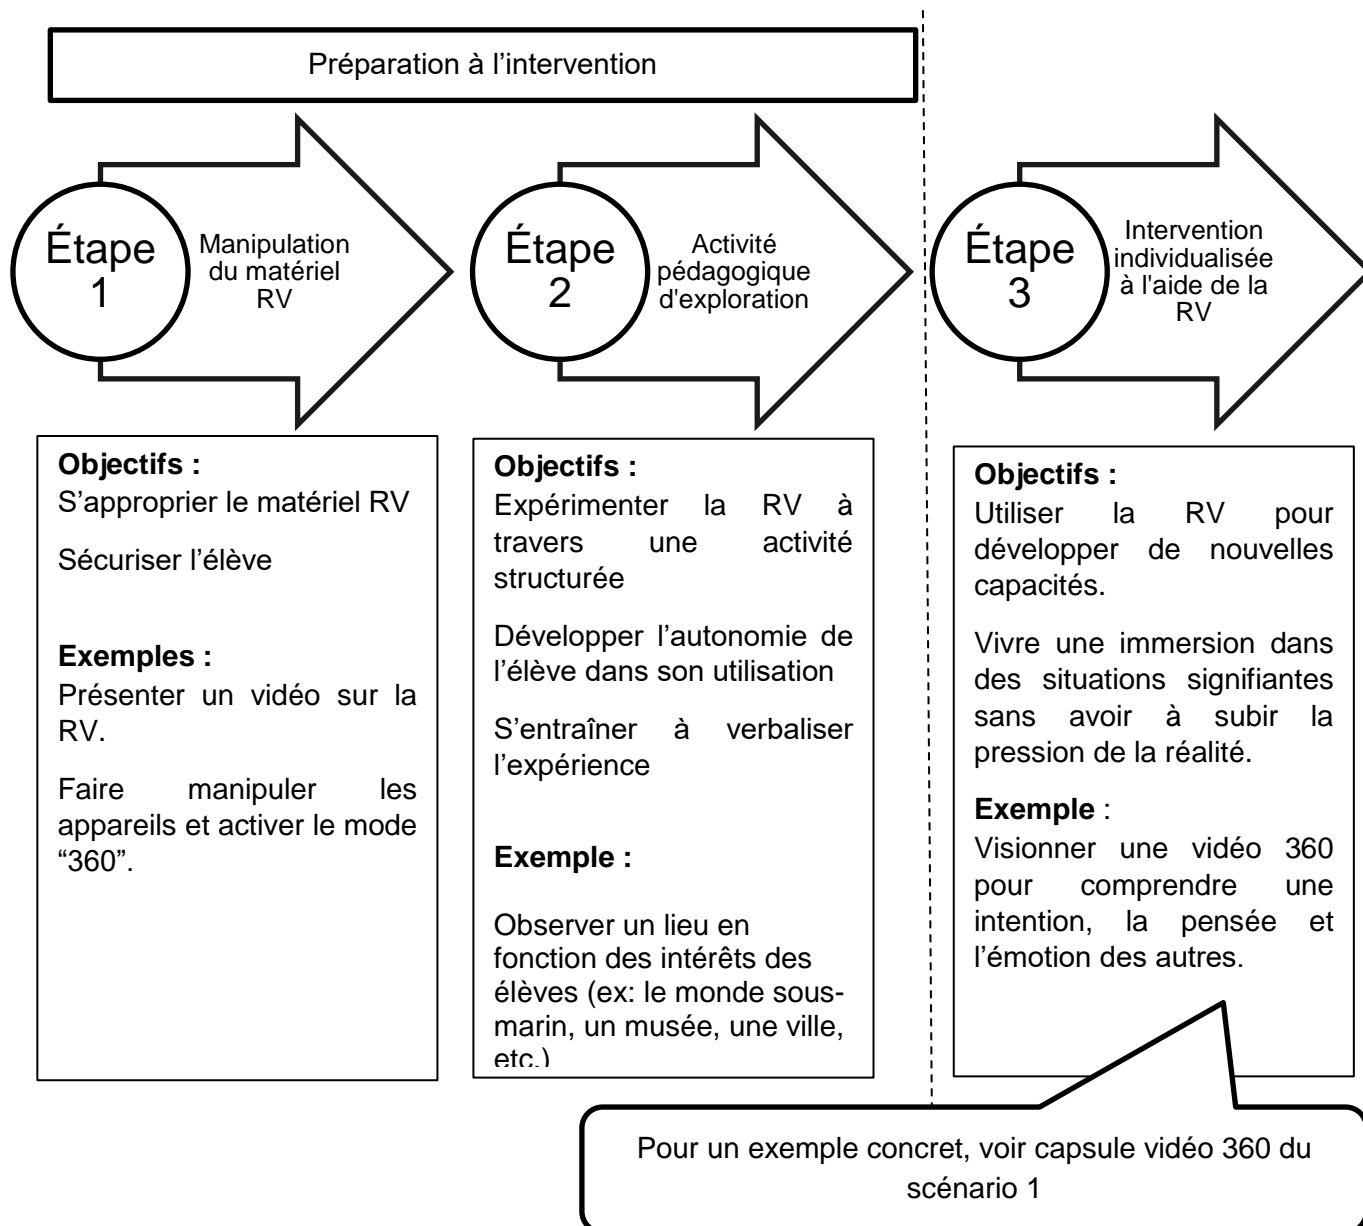 Préparation à l’intervention
Étape
1
Manipulation
du matériel
RV
Étape
2
Activité
pédagogique
d'exploration
Étape
3
Intervention
individualisée
à l'aide de la
RV
Objectifs :
S’approprier le matériel RV
Sécuriser l’élève
Exemples :
Présenter un vidéo sur la
RV.
Faire manipuler les
appareils et activer le mode
“360”.
Objectifs :
Expérimenter la RV à
travers une activité
structurée
Développer l’autonomie de
l’élève dans son utilisation
S’entraîner à verbaliser
l’expérience
Exemple :
Observer un lieu en
fonction des intérêts des
élèves (ex: le monde sous-
marin, un musée, une ville,
etc.)
Objectifs :
Utiliser la RV pour
développer de nouvelles
capacités.
Vivre une immersion dans
des situations signifiantes
sans avoir à subir la
pression de la réalité.
Exemple :
Visionner une vidéo 360
pour comprendre une
intention, la pensée et
l’émotion des autres.
Pour un exemple concret, voir capsule vidéo 360 du
scénario 1